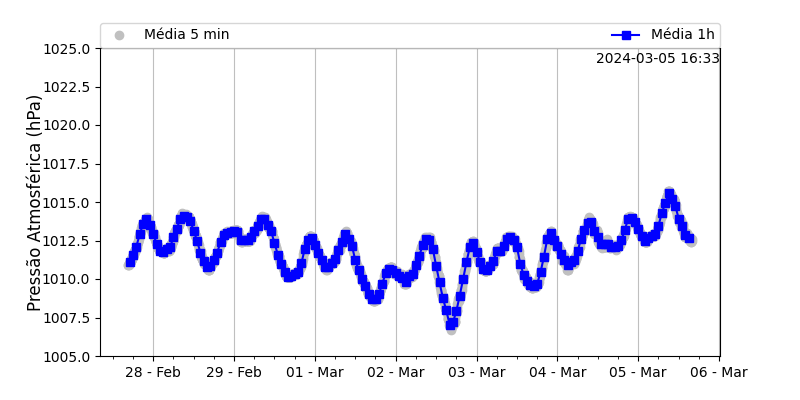 Média 5 min
Média 1h
2024-03-05 16:33
Pressão Atmosférica (hPa)
1025.0
1022.5
1020.0
1017.5
1015.0
1012.5
1010.0
1007.5
1005.0
28 - Feb
29 - Feb
01 - Mar
02 - Mar
03 - Mar
04 - Mar
05 - Mar
06 - Mar